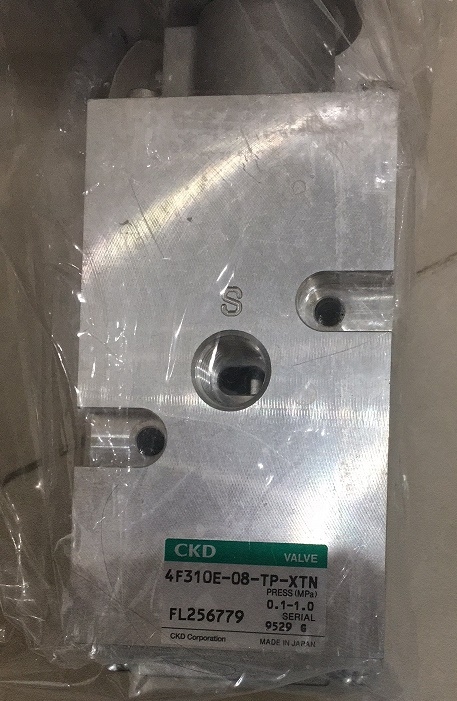 S
CKD VALVE
4F310E-08-TP-XTN
PRESS(MPa)
0.1-1.0
FL256779 SERIAL
9529 G
CKD Corporation MADE IN JAPAN